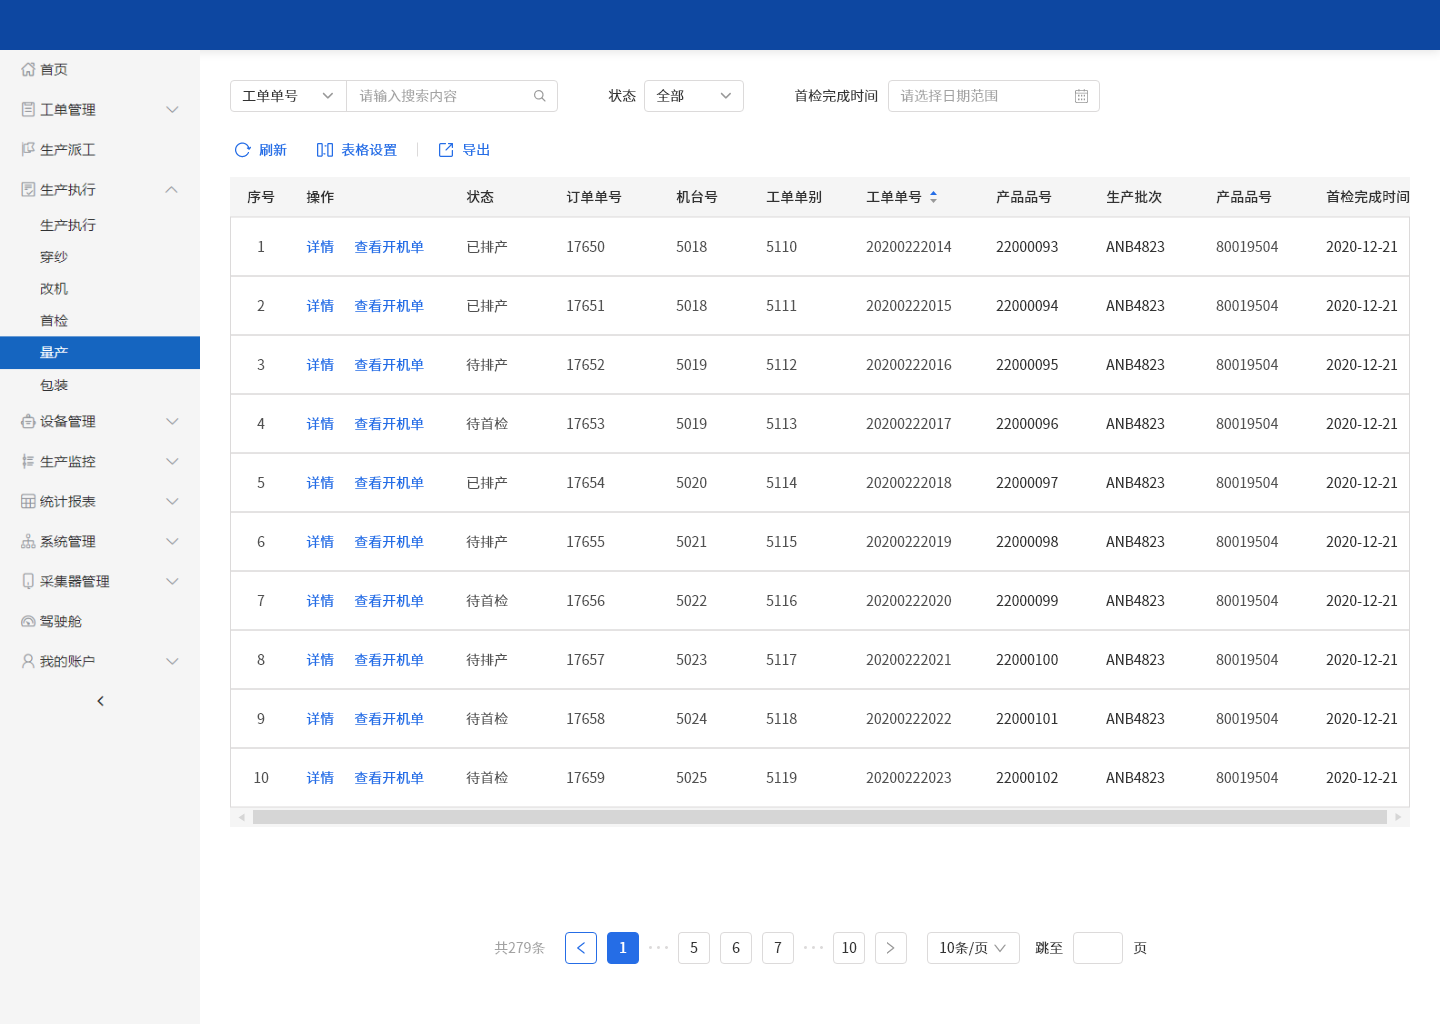 首页
工单管理
生产派工
生产执行
生产执行
穿纱
改机
首检
量产
包装
设备管理
生产监控
统计报表
系统管理
采集器管理
驾驶舱
我的账户
工单单号 请输入搜索内容 状态 全部 首检完成时间 请选择日期范围
刷新 表格设置 导出
序号 操作 状态 订单单号 机台号 工单单别 工单单号 产品品号 生产批次 产品品号 首检完成时间
1 详情 查看开机单 已排产 17650 5018 5110 20200222014 22000093 ANB4823 80019504 2020-12-21
2 详情 查看开机单 已排产 17651 5018 5111 20200222015 22000094 ANB4823 80019504 2020-12-21
3 详情 查看开机单 待排产 17652 5019 5112 20200222016 22000095 ANB4823 80019504 2020-12-21
4 详情 查看开机单 待首检 17653 5019 5113 20200222017 22000096 ANB4823 80019504 2020-12-21
5 详情 查看开机单 已排产 17654 5020 5114 20200222018 22000097 ANB4823 80019504 2020-12-21
6 详情 查看开机单 待排产 17655 5021 5115 20200222019 22000098 ANB4823 80019504 2020-12-21
7 详情 查看开机单 待首检 17656 5022 5116 20200222020 22000099 ANB4823 80019504 2020-12-21
8 详情 查看开机单 待排产 17657 5023 5117 20200222021 22000100 ANB4823 80019504 2020-12-21
9 详情 查看开机单 待首检 17658 5024 5118 20200222022 22000101 ANB4823 80019504 2020-12-21
10 详情 查看开机单 待首检 17659 5025 5119 20200222023 22000102 ANB4823 80019504 2020-12-21
共279条 1 ··· 5 6 7 ··· 10 10条/页 跳至 页